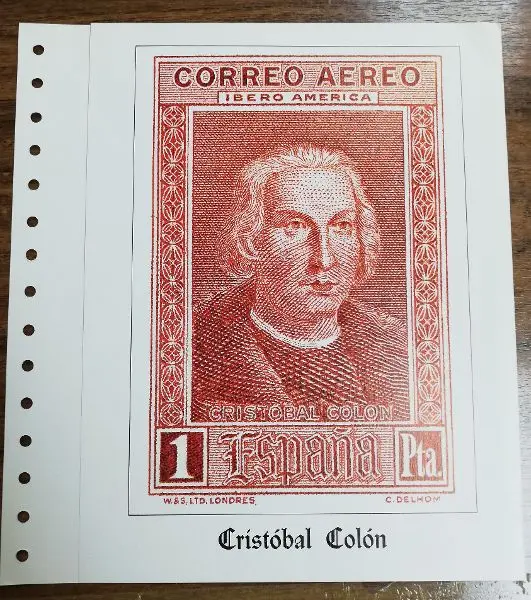 CORREO AEREO
IBERO AMERICA
CRISTOBAL COLON
1 España Pta.
W.&S. LTD. LONDRES. C. DELHOM
Cristóbal Colón